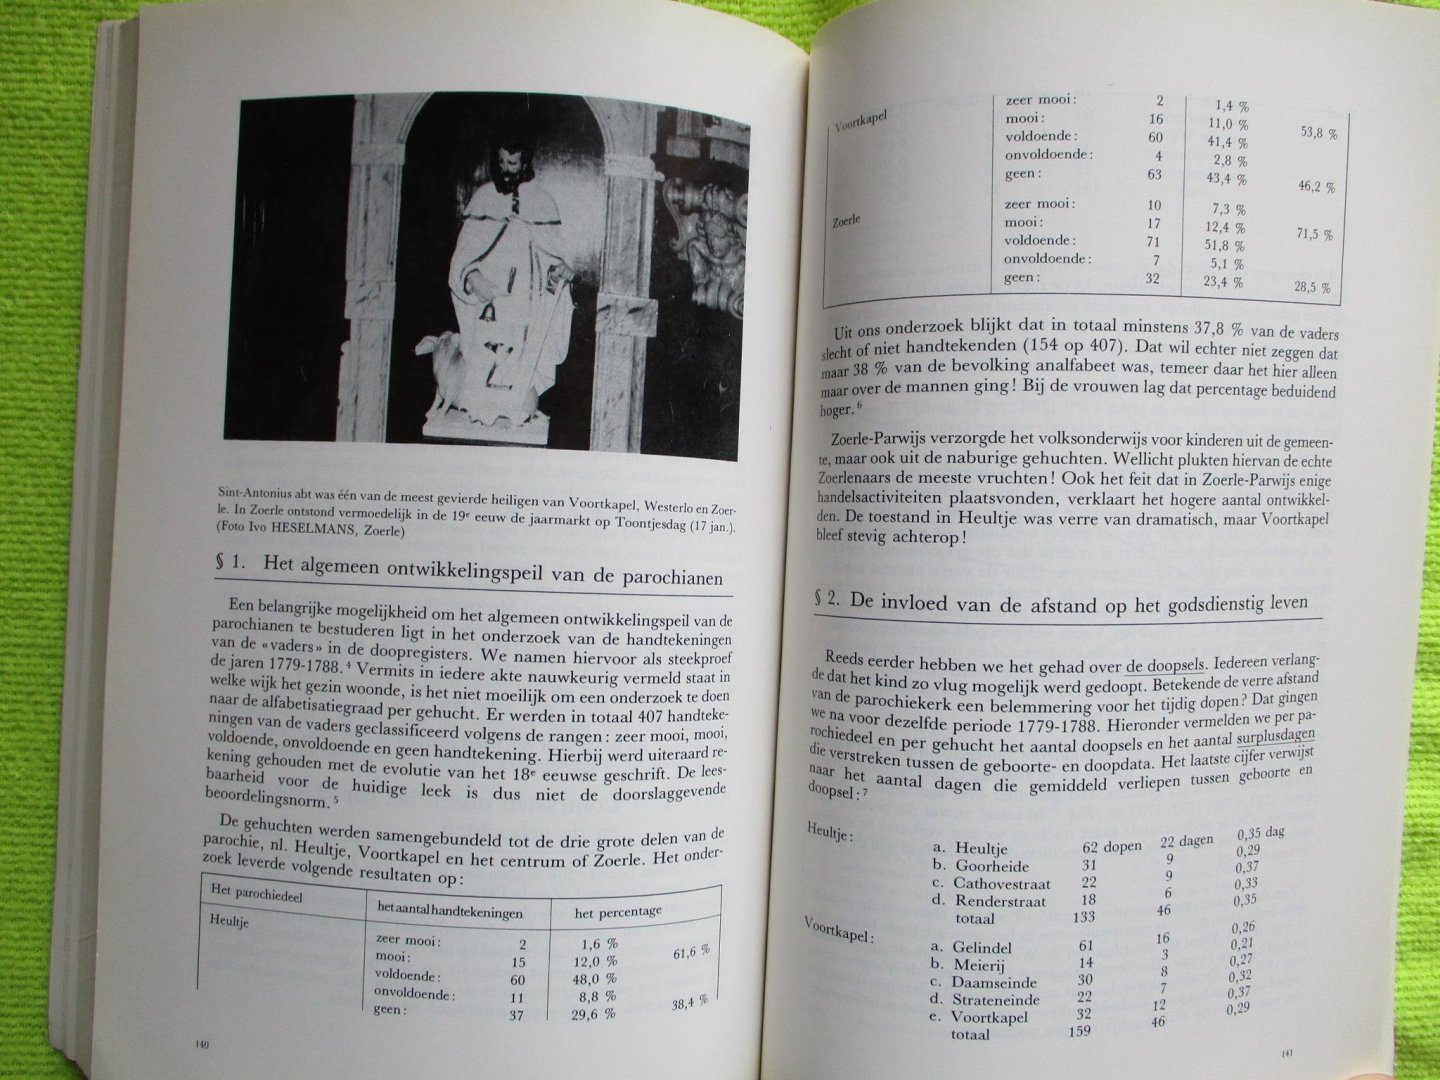 Sint-Antonius abt was één van de meest gevierde heiligen van Voortkapel, Westerlo en Zoer-
le. In Zoerle ontstond vermoedelijk in de 19e eeuw de jaarmarkt op Toontjesdag (17 jan.).
(Foto Ivo HESELMANS, Zoerle)
§ 1. Het algemeen ontwikkelingspeil van de parochianen
Een belangrijke mogelijkheid om het algemeen ontwikkelingspeil van de
parochianen te bestuderen ligt in het onderzoek van de handtekeningen
van de «vaders» in de doopregisters. We namen hiervoor als steekproef
de jaren 1779-1788. 4 Vermits in iedere akte nauwkeurig vermeld staat in
welke wijk het gezin woonde, is het niet moeilijk om een onderzoek te doen
naar de alfabetisatiegraad per gehucht. Er werden in totaal 407 handteke-
ningen van de vaders geclassificeerd volgens de rangen: zeer mooi, mooi,
voldoende, onvoldoende en geen handtekening. Hierbij werd uiteraard re-
kening gehouden met de evolutie van het 18e eeuwse geschrift. De lees-
baarheid voor de huidige leek is dus niet de doorslaggevende
beoordelingsnorm. 5
De gehuchten werden samengebundeld tot de drie grote delen van de
parochie, nl. Heultje, Voortkapel en het centrum of Zoerle. Het onder-
zoek leverde volgende resultaten op:
Het parochiedeel het aantal handtekeningen het percentage
Heultje zeer mooi: 2 1,6 %
mooi: 15 12,0 % 61,6 %
voldoende: 60 48,0 %
onvoldoende: 11 8,8 %
geen: 37 29,6 % 38,4 %
140
Voortkapel zeer mooi: 2 1,4 %
mooi: 16 11,0 % 53,8 %
voldoende: 60 41,4 %
onvoldoende: 4 2,8 %
geen: 63 43,4 % 46,2 %
Zoerle zeer mooi: 10 7,3 %
mooi: 17 12,4 % 71,5 %
voldoende: 71 51,8 %
onvoldoende: 7 5,1 %
geen: 32 23,4 % 28,5 %
Uit ons onderzoek blijkt dat in totaal minstens 37,8 % van de vaders
slecht of niet handtekenden (154 op 407). Dat wil echter niet zeggen dat
maar 38 % van de bevolking analfabeet was, temeer daar het hier alleen
maar over de mannen ging! Bij de vrouwen lag dat percentage beduidend
hoger. 6
Zoerle-Parwijs verzorgde het volksonderwijs voor kinderen uit de gemeen-
te, maar ook uit de naburige gehuchten. Wellicht plukten hiervan de echte
Zoerlenaars de meeste vruchten! Ook het feit dat in Zoerle-Parwijs enige
handelsactiviteiten plaatsvonden, verklaart het hogere aantal ontwikkel-
den. De toestand in Heultje was verre van dramatisch, maar Voortkapel
bleef stevig achterop!
§ 2. De invloed van de afstand op het godsdienstig leven
Reeds eerder hebben we het gehad over de doopsels. Iedereen verlang-
de dat het kind zo vlug mogelijk werd gedoopt. Betekende de verre afstand
van de parochiekerk een belemmering voor het tijdig dopen? Dat gingen
we na voor dezelfde periode 1779-1788. Hieronder vermelden we per pa-
rochiedeel en per gehucht het aantal doopsels en het aantal surplusdagen
die verstreken tussen de geboorte- en doopdata. Het laatste cijfer verwijst
naar het aantal dagen die gemiddeld verliepen tussen geboorte en
doopsel: 7
Heultje:
a. Heultje 62 dopen 22 dagen 0,35 dag
b. Goorheide 31 9 0,29
c. Cathovestraat 22 9 0,37
d. Renderstraat 18 6 0,33
totaal 133 46 0,35
Voortkapel:
a. Gelindel 61 16 0,26
b. Meierij 14 3 0,21
c. Daamseinde 30 8 0,27
d. Strateneinde 22 7 0,32
e. Voortkapel 32 12 0,37
totaal 159 46 0,29
141